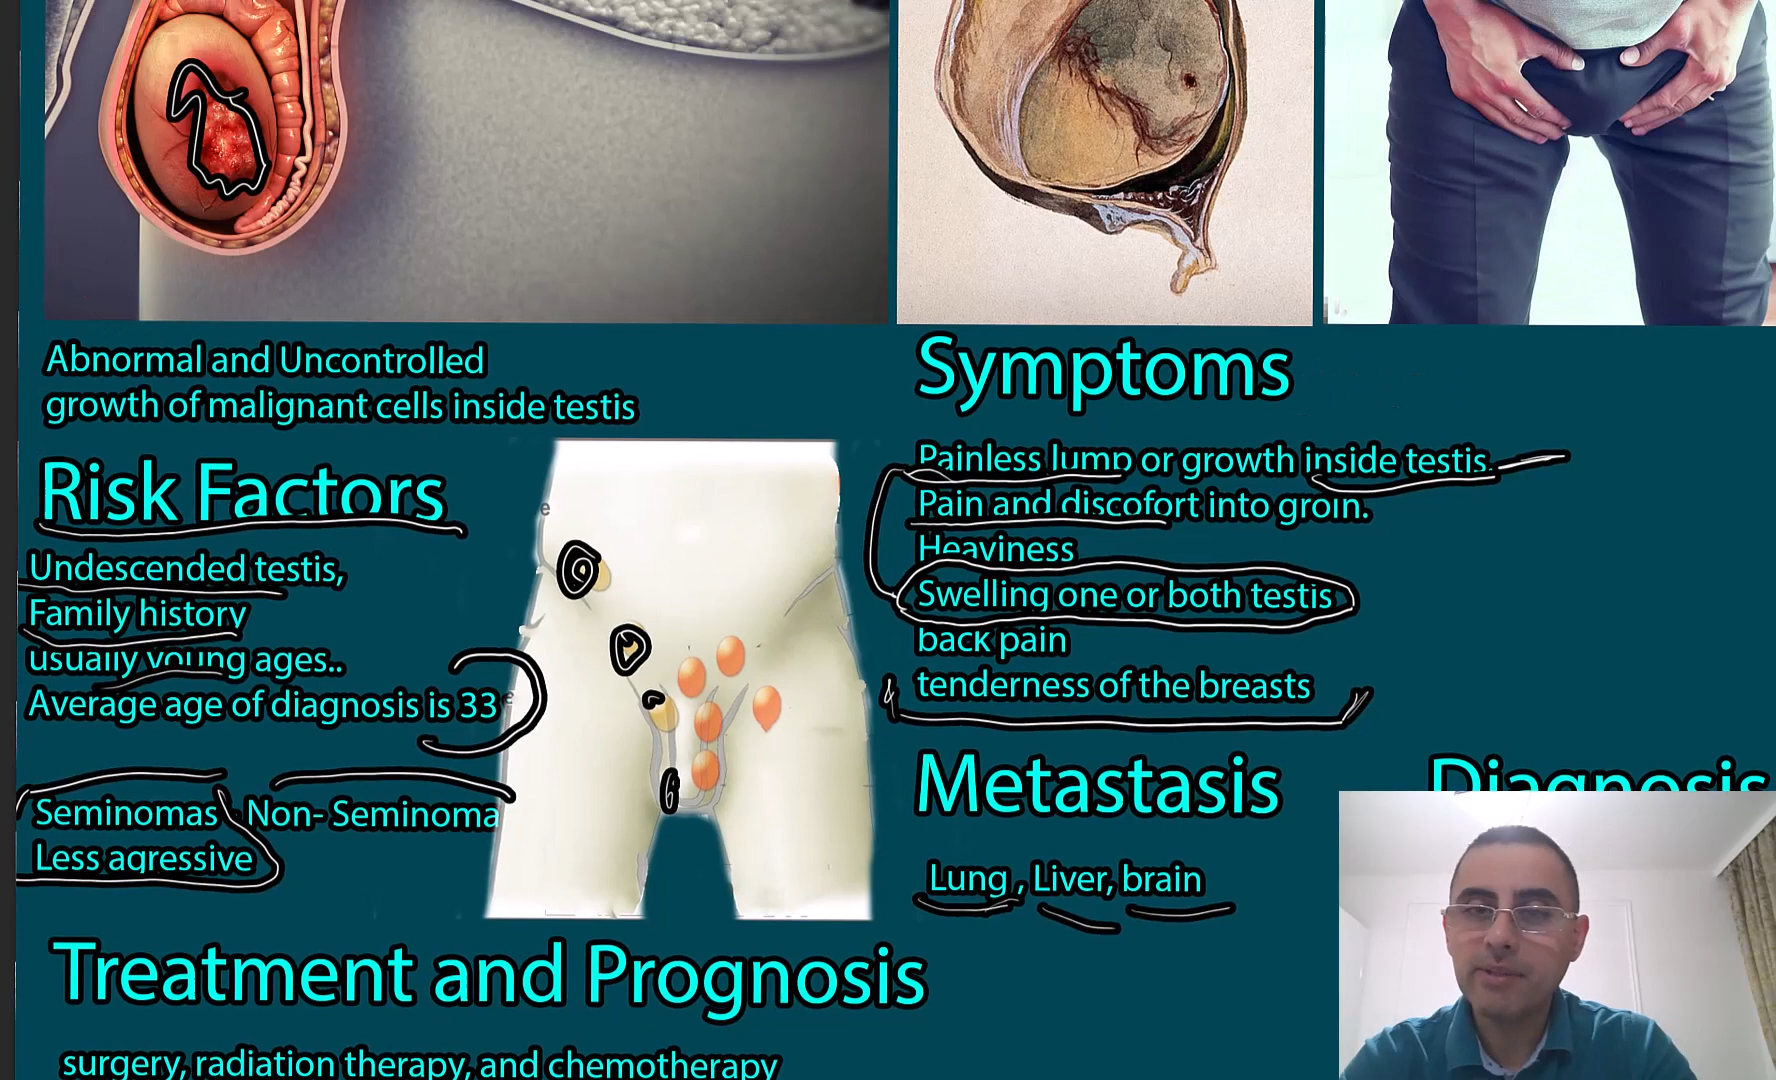 Abnormal and Uncontrolled
growth of malignant cells inside testis
Risk Factors
Undescended testis,
Family history
usually young ages..
Average age of diagnosis is 33
Seminomas Non- Seminoma
Less agressive
e
e
Symptoms
Painless lump or growth inside testis.
Pain and discofort into groin.
Heaviness
Swelling one or both testis
back pain
tenderness of the breasts
Metastasis
Lung , Liver, brain
Diagnosis
Treatment and Prognosis
surgery, radiation therapy, and chemotherapy